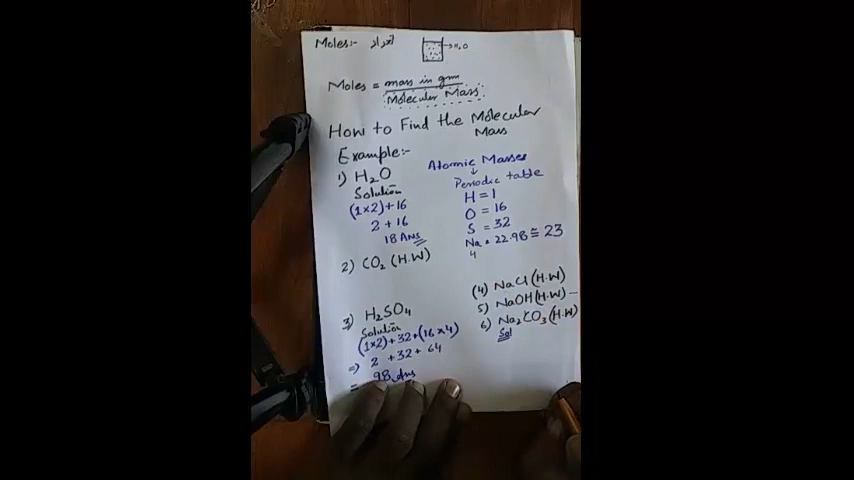 Moles:-
→ H₂O
Moles = mass in gm
Molecular Mass
How to Find the Molecular
Mass
Example:-
1) H₂O
Solution
(1×2)+16
2 + 16
18 Ans
2) CO₂ (H.W)
3) H₂SO₄
Solution
(1×2)+32+(16×4)
=) 2 +32+ 64
= 98 Ans
Atomic Masses
↓
Periodic table
H = 1
O = 16
S = 32
Na = 22.98 ≅ 23
(4) NaCl (H.W)
5) NaOH (H.W) –
6) Na₂CO₃ (H.W)
Sol